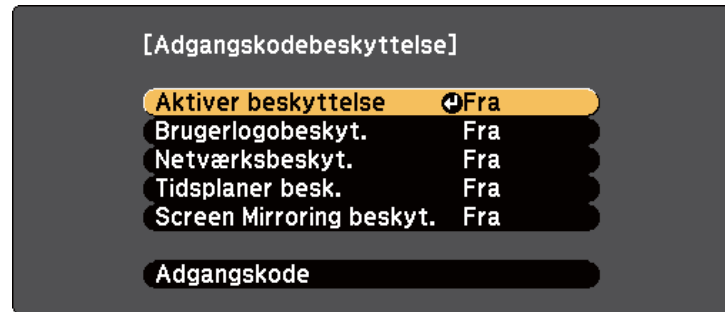 [Adgangskodebeskyttelse]
Aktiver beskyttelse Fra
Brugerlogobeskyt. Fra
Netværksbeskyt. Fra
Tidsplaner besk. Fra
Screen Mirroring beskyt. Fra
Adgangskode